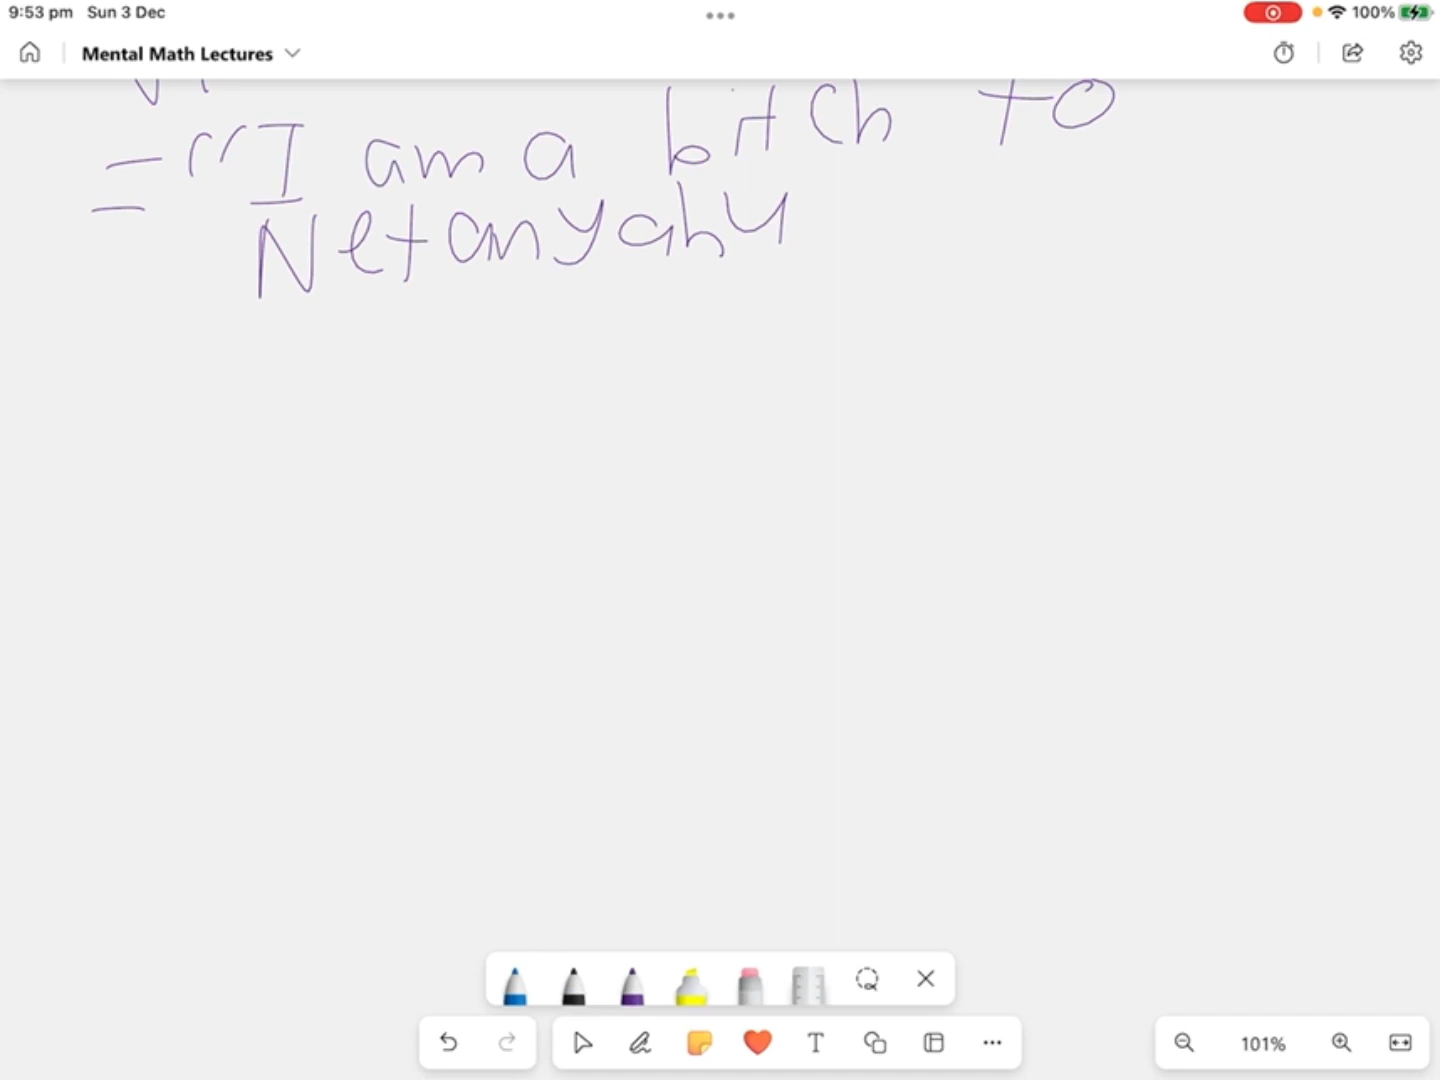 9:53 pm Sun 3 Dec
100%
Mental Math Lectures
= "I am a bitch to
Netanyahu
T
101%